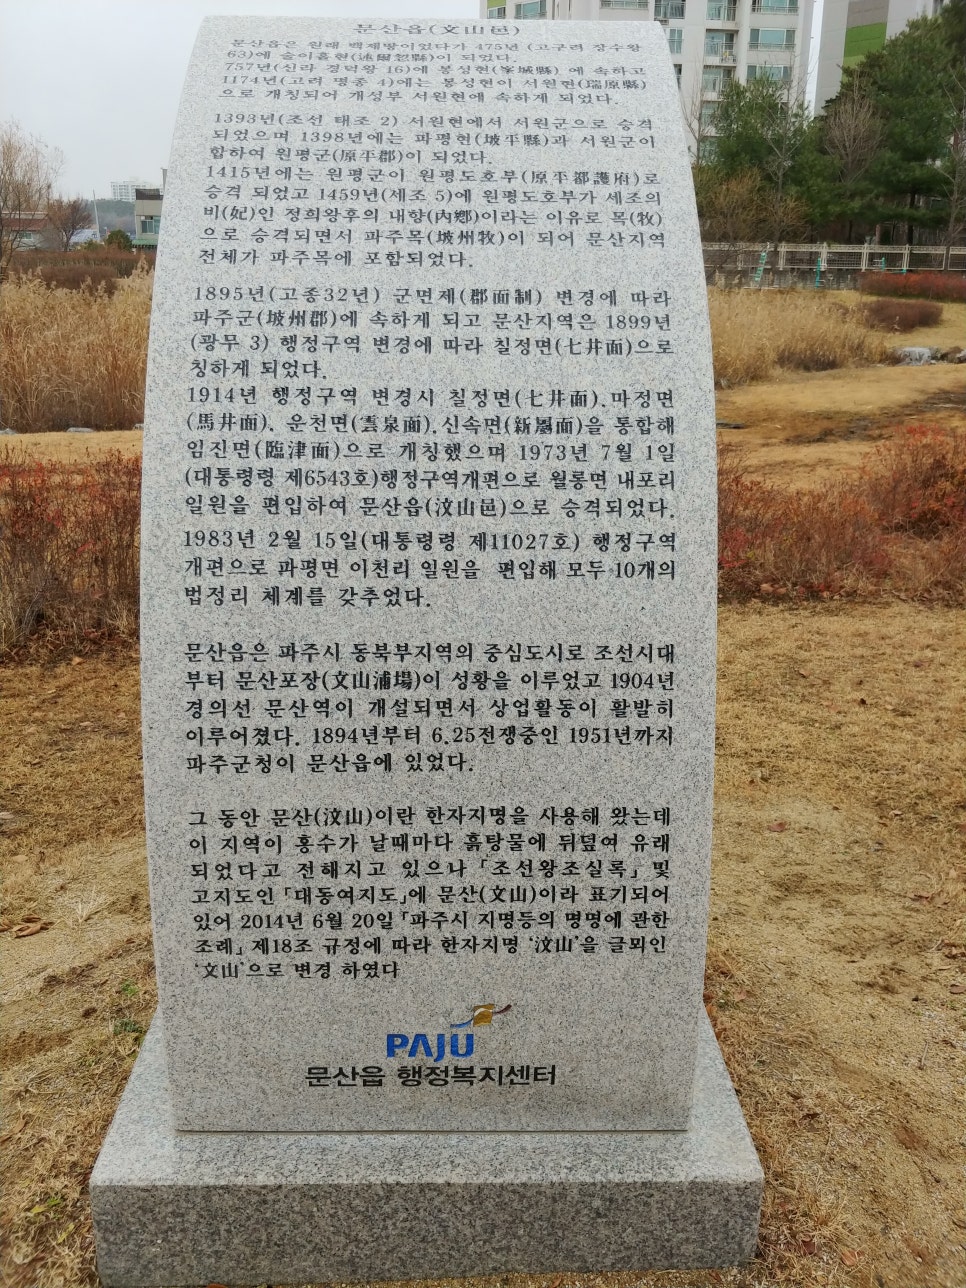 문산읍(文山邑)
문산읍은 원래 백제땅이었다가 475년 (고구려 장수왕
63)에 술이홀현(述爾忽縣)이 되었다.
757년(신라 경덕왕 16)에 봉성현(峯城縣) 에 속하고
1174년(고려 명종 4)에는 봉성현이 서원현(瑞原縣)
으로 개칭되어 개성부 서원현에 속하게 되었다.
1393년(조선 태조 2) 서원현에서 서원군으로 승격
되었으며 1398년에는 파평현(坡平縣)과 서원군이
합하여 원평군(原平郡)이 되었다.
1415년에는 원평군이 원평도호부(原平都護府)로
승격 되었고 1459년(세조 5)에 원평도호부가 세조의
비(妃)인 정희왕후의 내향(內鄕)이라는 이유로 목(牧)
으로 승격되면서 파주목(坡州牧)이 되어 문산지역
전체가 파주목에 포함되었다.
1895년(고종32년) 군면제(郡面制) 변경에 따라
파주군(坡州郡)에 속하게 되고 문산지역은 1899년
(광무 3) 행정구역 변경에 따라 칠정면(七井面)으로
칭하게 되었다.
1914년 행정구역 변경시 칠정면(七井面),마정면
(馬井面), 운천면(雲泉面),신속면(新屬面)을 통합해
임진면(臨津面)으로 개칭했으며 1973년 7월 1일
(대통령령 제6543호)행정구역개편으로 월롱면 내포리
일원을 편입하여 문산읍(汶山邑)으로 승격되었다.
1983년 2월 15일(대통령령 제11027호) 행정구역
개편으로 파평면 이천리 일원을 편입해 모두 10개의
법정리 체계를 갖추었다.
문산읍은 파주시 동북부지역의 중심도시로 조선시대
부터 문산포장(文山浦場)이 성황을 이루었고 1904년
경의선 문산역이 개설되면서 상업활동이 활발히
이루어졌다. 1894년부터 6.25전쟁중인 1951년까지
파주군청이 문산읍에 있었다.
그 동안 문산(汶山)이란 한자지명을 사용해 왔는데
이 지역이 홍수가 날때마다 흙탕물에 뒤덮여 유래
되었다고 전해지고 있으나 「조선왕조실록」 및
고지도인 「대동여지도」에 문산(文山)이라 표기되어
있어 2014년 6월 20일 「파주시 지명등의 명명에 관한
조례」 제18조 규정에 따라 한자지명 '汶山'을 글뫼인
'文山'으로 변경 하였다
PAJU
문산읍 행정복지센터